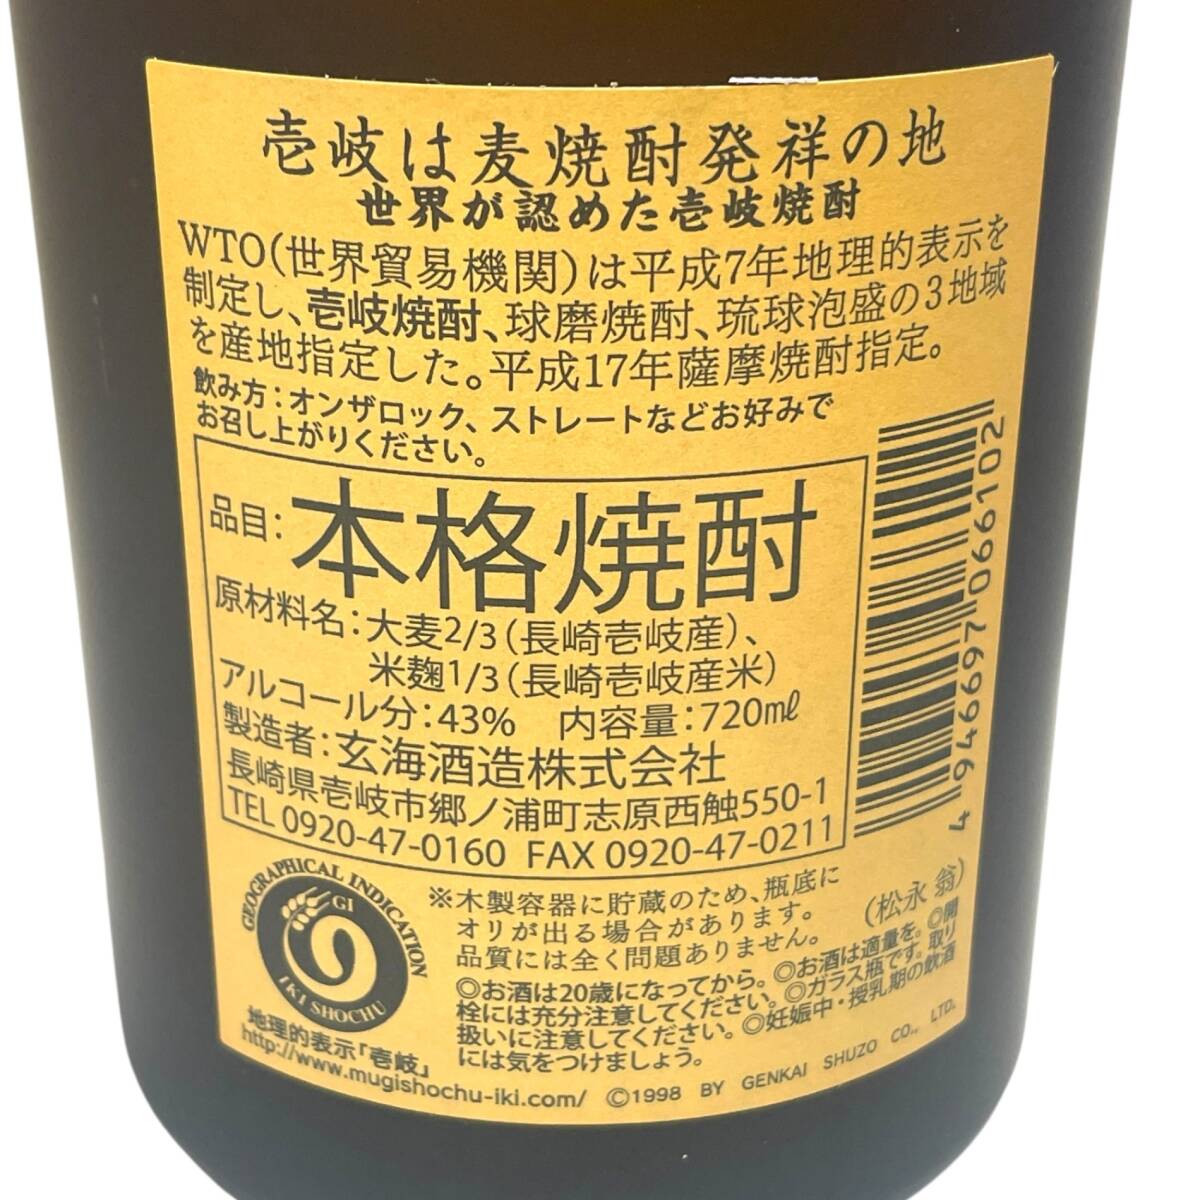 壱岐は麦焼酎発祥の地
世界が認めた壱岐焼酎
WTO(世界貿易機関)は平成7年地理的表示を
制定し、壱岐焼酎、球磨焼酎、琉球泡盛の3地域
を産地指定した。平成17年薩摩焼酎指定。
飲み方：オンザロック、ストレートなどお好みで
お召し上がりください。
品目：本格焼酎
原材料名：大麦2/3（長崎壱岐産）、
米麹1/3（長崎壱岐産米）
アルコール分：43%　内容量：720㎖
製造者：玄海酒造株式会社
長崎県壱岐市郷ノ浦町志原西触550-1
TEL 0920-47-0160 FAX 0920-47-0211
4946697066102
GEOGRAPHICAL INDICATION
GI
IKI SHOCHU
地理的表示「壱岐」
※木製容器に貯蔵のため、瓶底に
オリが出る場合があります。
品質には全く問題ありません。
（松永 翁）
◎お酒は20歳になってから。◎お酒は適量を。◎開
栓には充分注意してください。◎ガラス瓶です。取り
扱いに注意してください。◎妊娠中・授乳期の飲酒
には気をつけましょう。
http://www.mugishochu-iki.com/ ©1998 BY GENKAI SHUZO CO., LTD.